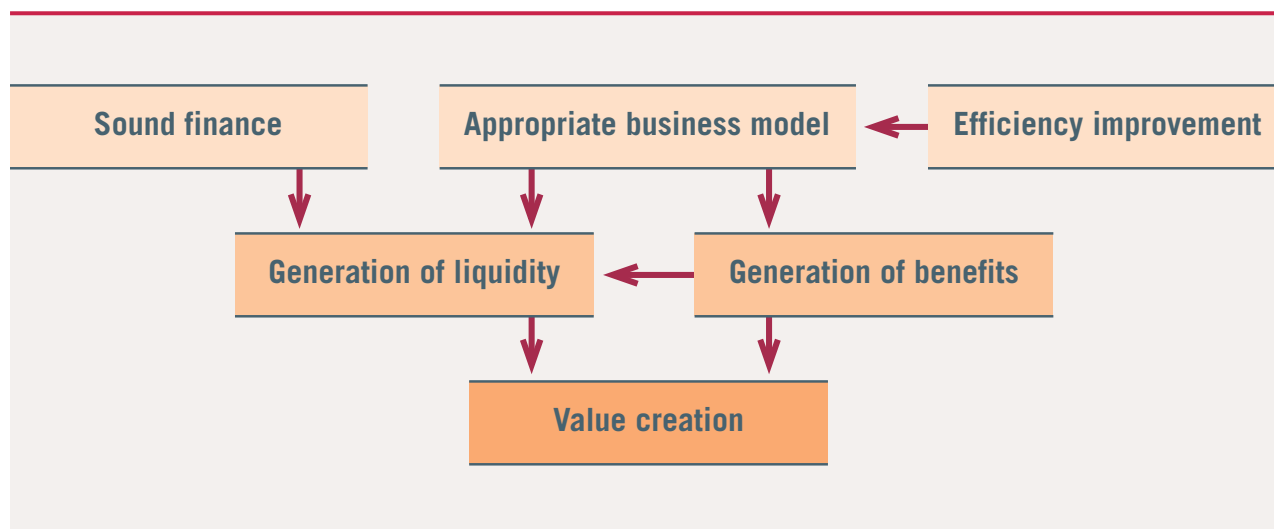 Sound finance
Appropriate business model
Efficiency improvement
Generation of liquidity
Generation of benefits
Value creation